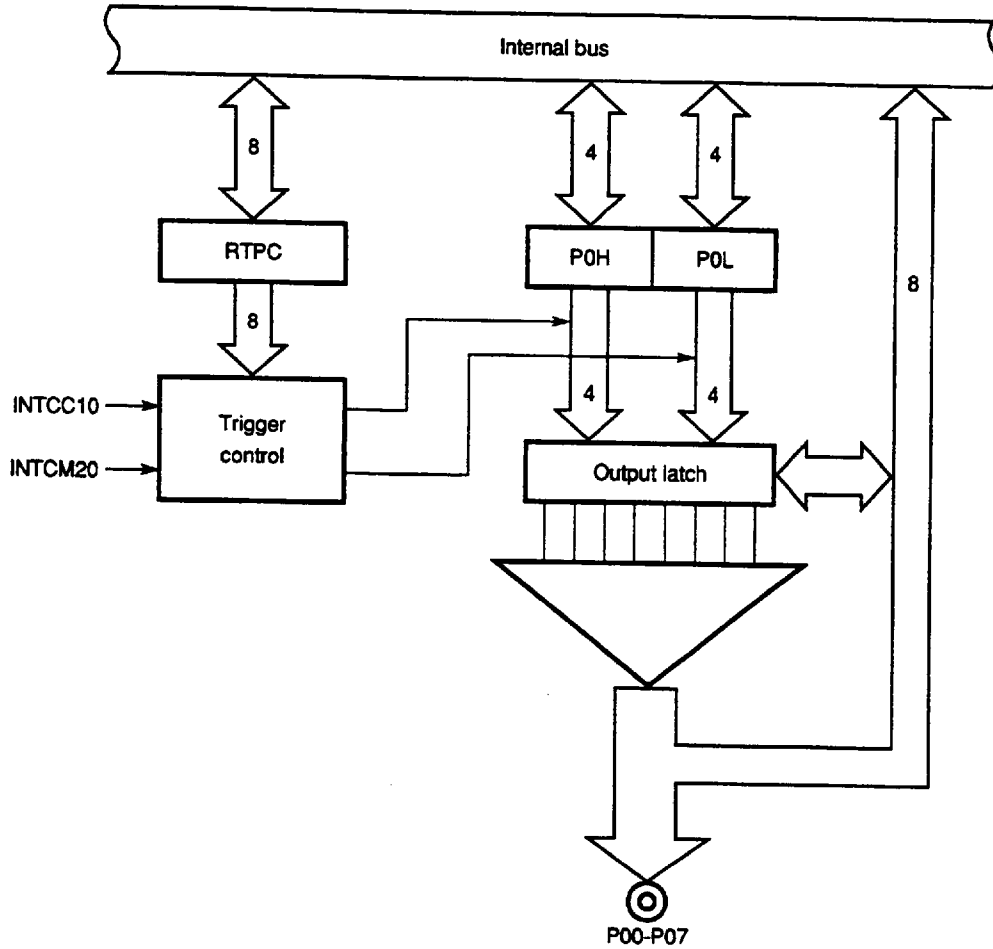 Internal bus
8
4
4
RTPC
P0H
P0L
8
8
INTCC10
INTCM20
Trigger
control
4
4
Output latch
P00-P07